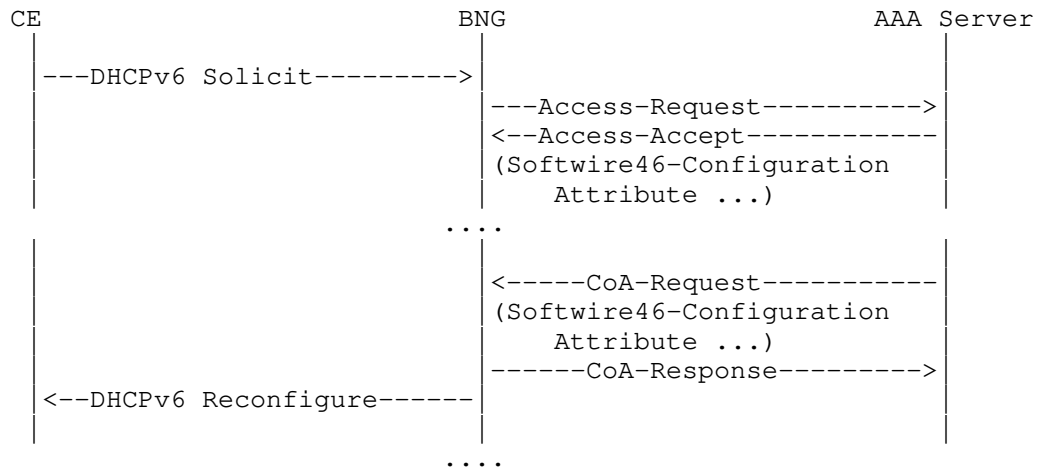 CE BNG AAA Server
---DHCPv6 Solicit--------->
---Access-Request---------->
<--Access-Accept------------
(Softwire46-Configuration
Attribute ...)
....
<-----CoA-Request-----------
(Softwire46-Configuration
Attribute ...)
------CoA-Response--------->
<--DHCPv6 Reconfigure------
....